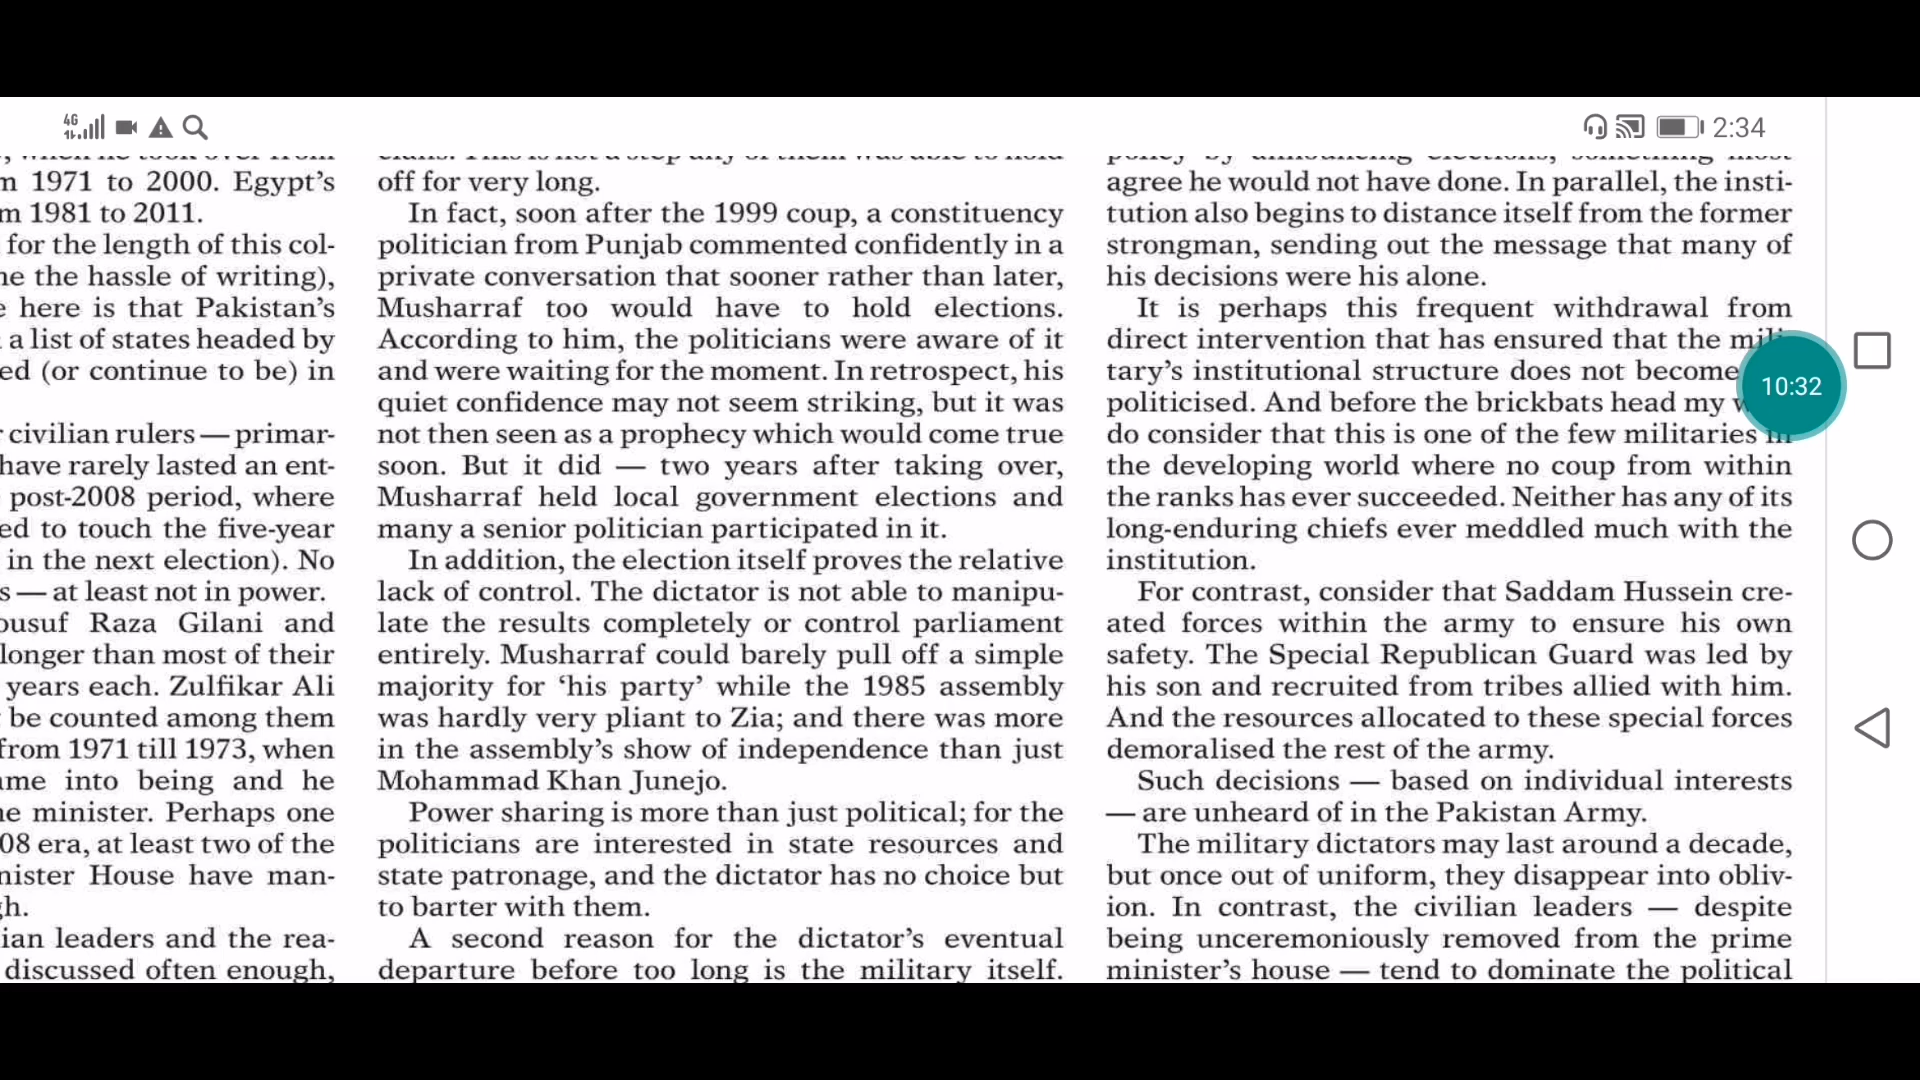 4G
2:34
m 1971 to 2000. Egypt's
m 1981 to 2011.
for the length of this col-
the hassle of writing),
here is that Pakistan's
a list of states headed by
ed (or continue to be) in
civilian rulers — primar-
have rarely lasted an ent-
post-2008 period, where
ed to touch the five-year
in the next election). No
s — at least not in power.
ousuf Raza Gilani and
longer than most of their
years each. Zulfikar Ali
be counted among them
from 1971 till 1973, when
ame into being and he
minister. Perhaps one
08 era, at least two of the
nister House have man-
gh.
ian leaders and the rea-
discussed often enough,
off for very long.
In fact, soon after the 1999 coup, a constituency
politician from Punjab commented confidently in a
private conversation that sooner rather than later,
Musharraf too would have to hold elections.
According to him, the politicians were aware of it
and were waiting for the moment. In retrospect, his
quiet confidence may not seem striking, but it was
not then seen as a prophecy which would come true
soon. But it did — two years after taking over,
Musharraf held local government elections and
many a senior politician participated in it.
In addition, the election itself proves the relative
lack of control. The dictator is not able to manipu-
late the results completely or control parliament
entirely. Musharraf could barely pull off a simple
majority for 'his party' while the 1985 assembly
was hardly very pliant to Zia; and there was more
in the assembly's show of independence than just
Mohammad Khan Junejo.
Power sharing is more than just political; for the
politicians are interested in state resources and
state patronage, and the dictator has no choice but
to barter with them.
A second reason for the dictator's eventual
departure before too long is the military itself.
policy by announcing elections, something most
agree he would not have done. In parallel, the insti-
tution also begins to distance itself from the former
strongman, sending out the message that many of
his decisions were his alone.
It is perhaps this frequent withdrawal from
direct intervention that has ensured that the mili-
tary's institutional structure does not become
politicised. And before the brickbats head my
do consider that this is one of the few militaries in
the developing world where no coup from within
the ranks has ever succeeded. Neither has any of its
long-enduring chiefs ever meddled much with the
institution.
For contrast, consider that Saddam Hussein cre-
ated forces within the army to ensure his own
safety. The Special Republican Guard was led by
his son and recruited from tribes allied with him.
And the resources allocated to these special forces
demoralised the rest of the army.
Such decisions — based on individual interests
— are unheard of in the Pakistan Army.
The military dictators may last around a decade,
but once out of uniform, they disappear into obliv-
ion. In contrast, the civilian leaders — despite
being unceremoniously removed from the prime
minister's house — tend to dominate the political
10:32